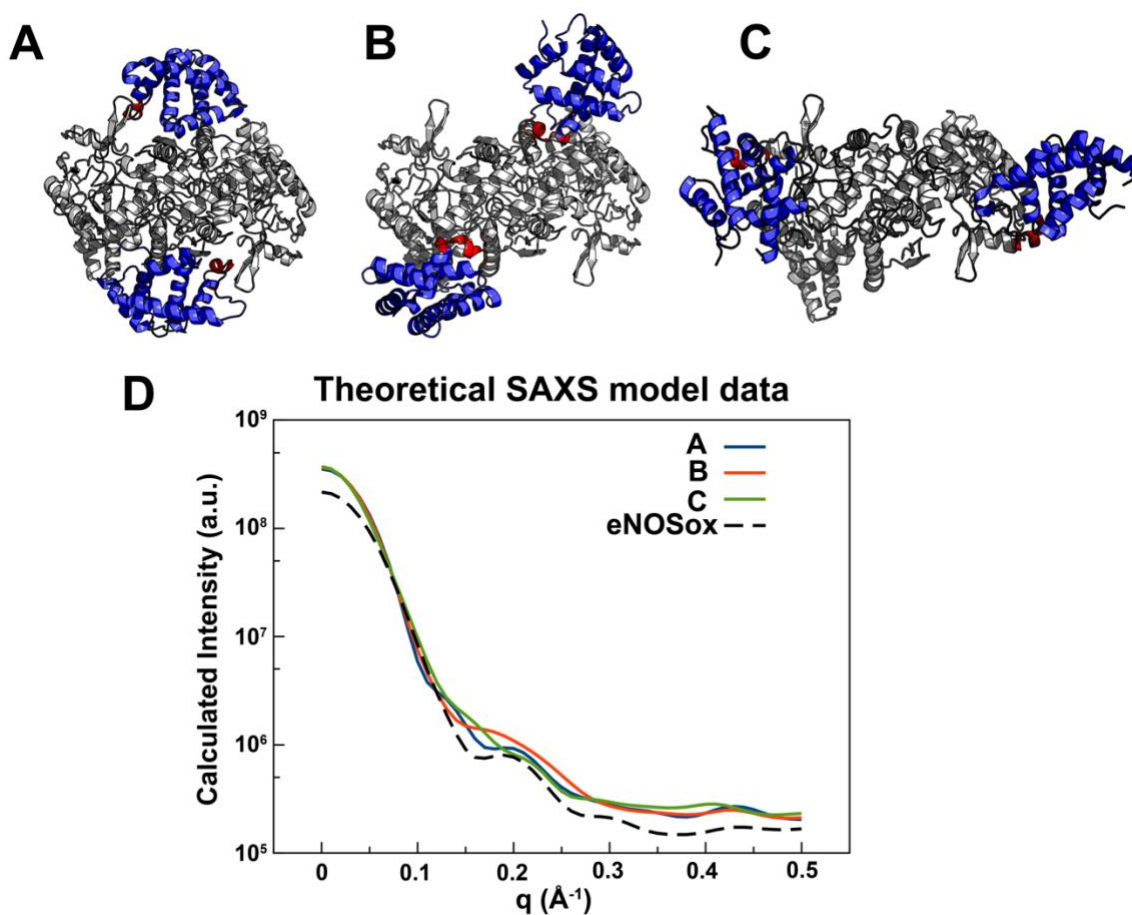 A
B
C
D
Theoretical SAXS model data
Calculated Intensity (a.u.)
10⁹
10⁸
10⁷
10⁶
10⁵
A
B
C
eNOSox
0
0.1
0.2
0.3
0.4
0.5
q (Å⁻¹)